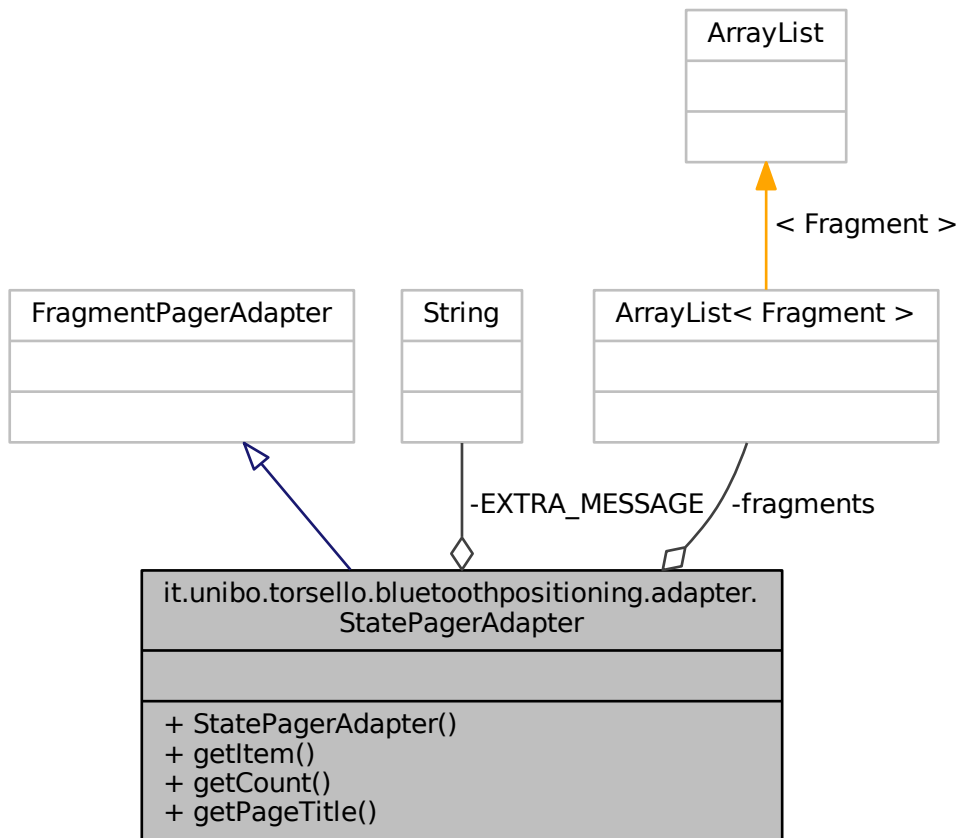 ArrayList
< Fragment >
FragmentPagerAdapter
String
ArrayList< Fragment >
-EXTRA_MESSAGE
-fragments
it.unibo.torsello.bluetoothpositioning.adapter.
StatePagerAdapter
+ StatePagerAdapter()
+ getItem()
+ getCount()
+ getPageTitle()